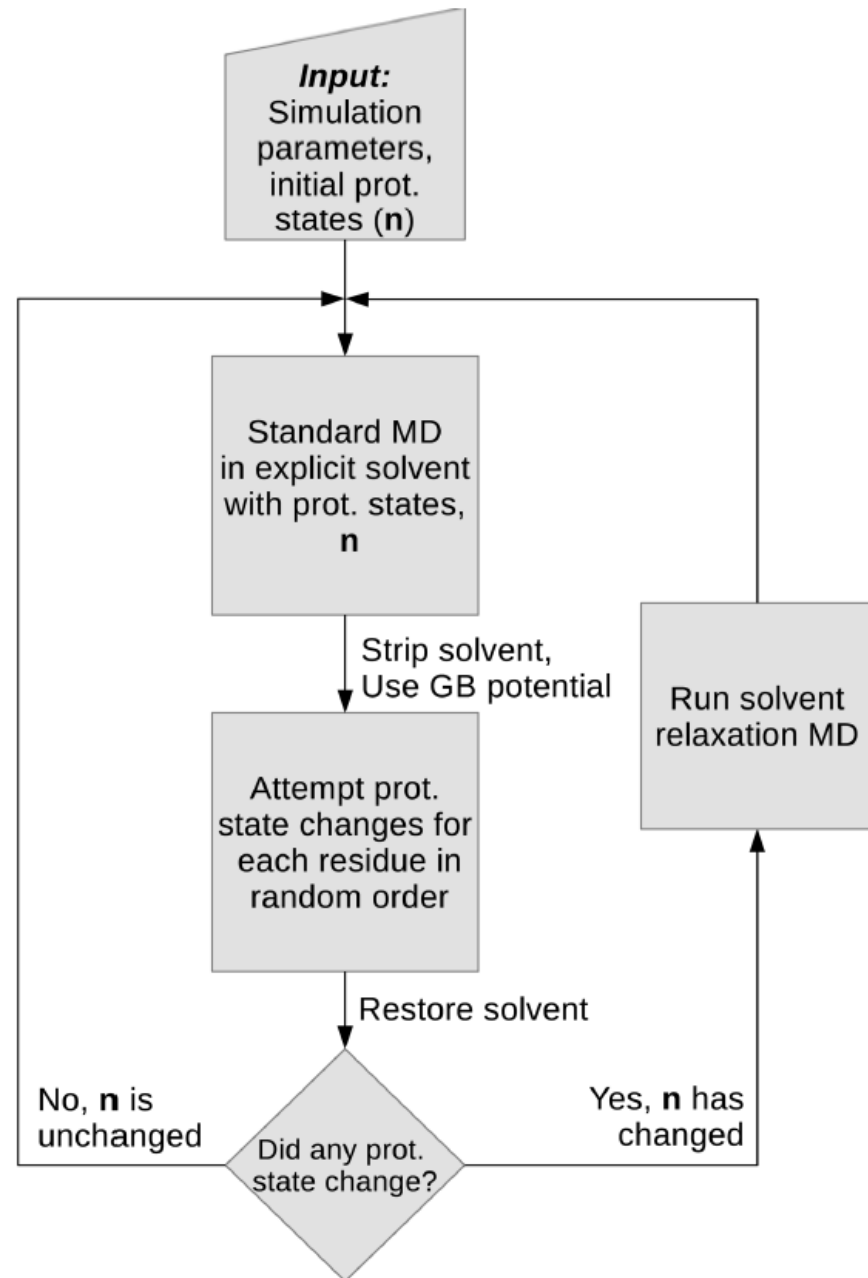 Input:
Simulation
parameters,
initial prot.
states (n)
Standard MD
in explicit solvent
with prot. states,
n
Strip solvent,
Use GB potential
Run solvent
relaxation MD
Attempt prot.
state changes for
each residue in
random order
Restore solvent
No, n is
unchanged
Yes, n has
changed
Did any prot.
state change?